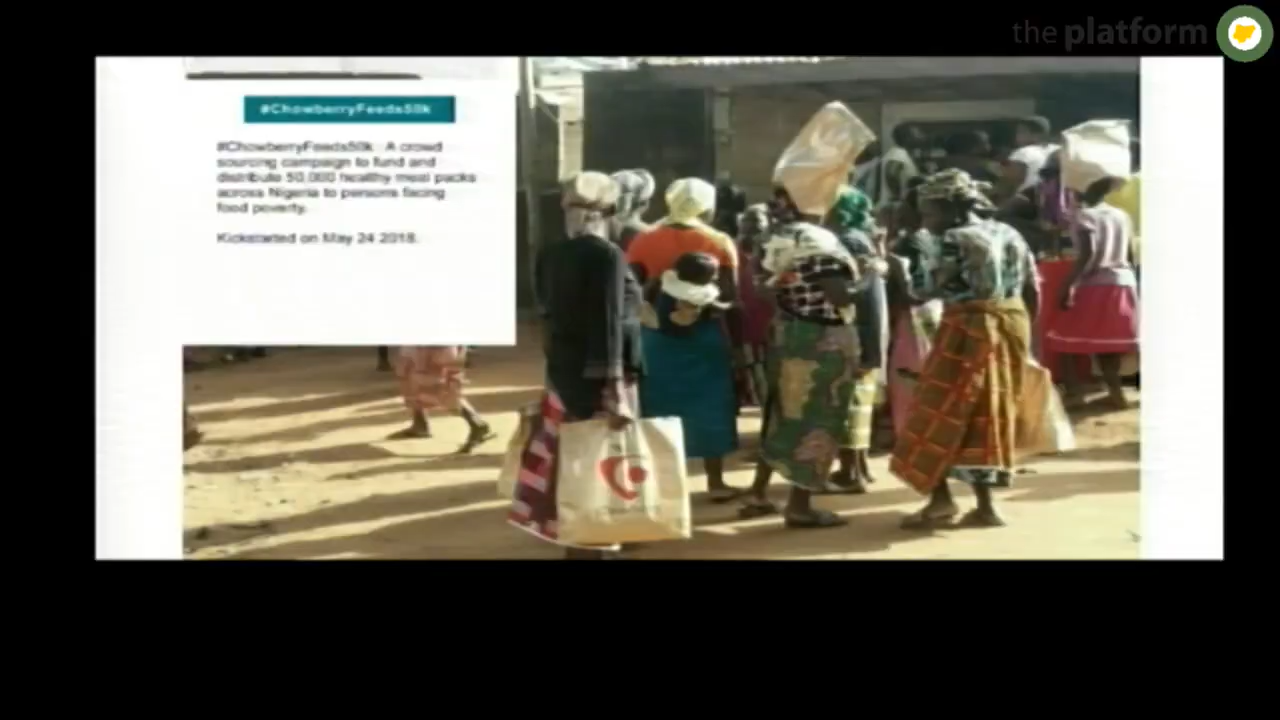 the platform
#ChowberryFeeds50k
#ChowberryFeeds50k A crowd
sourcing campaign to fund and
distribute 50,000 healthy meal packs
across Nigeria to persons facing
food poverty.
Kickstarted on May 24 2018.